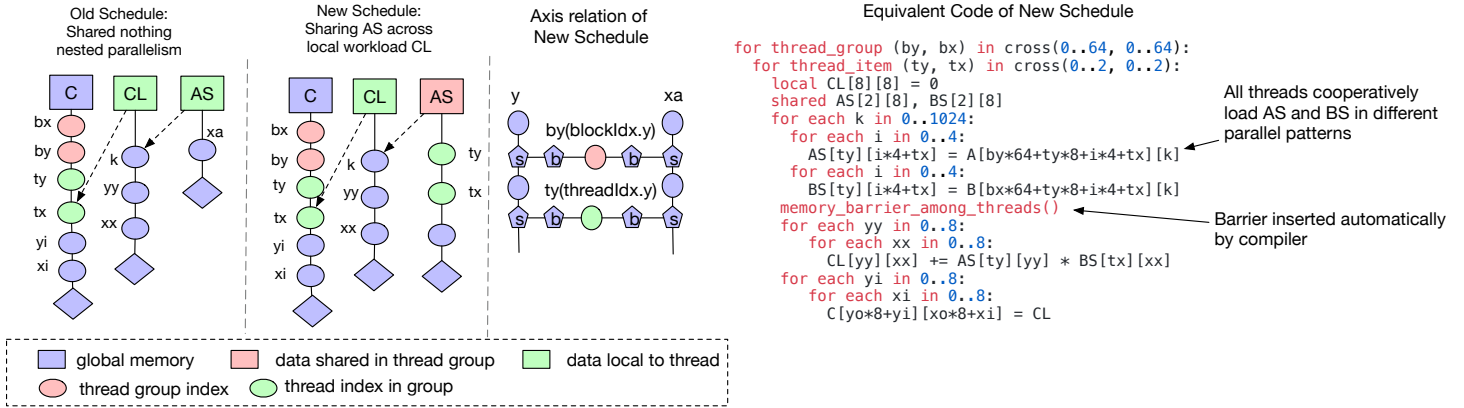 Old Schedule:
Shared nothing
nested parallelism
C
CL
AS
bx
by
ty
tx
yi
xi
k
yy
xx
xa
New Schedule:
Sharing AS across
local workload CL
C
CL
AS
bx
by
ty
tx
yi
xi
k
yy
xx
ty
tx
Axis relation of
New Schedule
y
xa
by(blockIdx.y)
s
b
b
s
ty(threadIdx.y)
s
b
b
s
Equivalent Code of New Schedule
for thread_group (by, bx) in cross(0..64, 0..64):
for thread_item (ty, tx) in cross(0..2, 0..2):
local CL[8][8] = 0
shared AS[2][8], BS[2][8]
for each k in 0..1024:
for each i in 0..4:
AS[ty][i*4+tx] = A[by*64+ty*8+i*4+tx][k]
for each i in 0..4:
BS[ty][i*4+tx] = B[bx*64+ty*8+i*4+tx][k]
memory_barrier_among_threads()
for each yy in 0..8:
for each xx in 0..8:
CL[yy][xx] += AS[ty][yy] * BS[tx][xx]
for each yi in 0..8:
for each xi in 0..8:
C[yo*8+yi][xo*8+xi] = CL
All threads cooperatively
load AS and BS in different
parallel patterns
Barrier inserted automatically
by compiler
global memory
data shared in thread group
data local to thread
thread group index
thread index in group